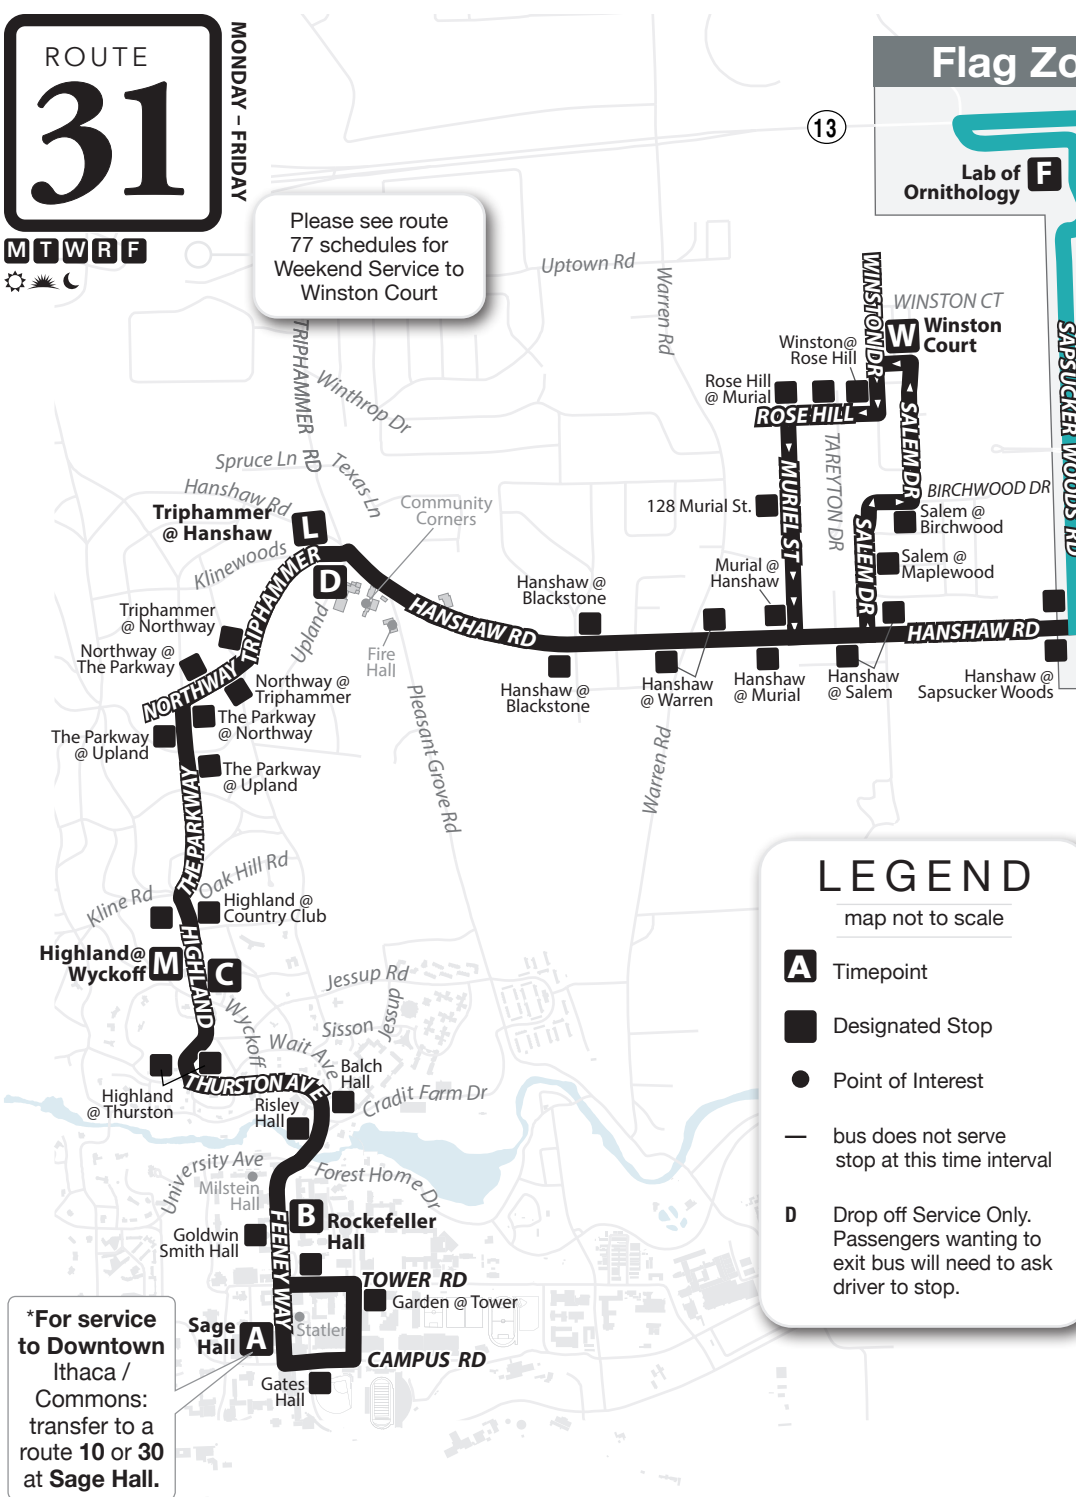 ROUTE
31
MONDAY – FRIDAY
M T W R F
Please see route
77 schedules for
Weekend Service to
Winston Court
Flag Zo
13
Lab of
Ornithology
F
Uptown Rd
Warren Rd
WINSTON DR
WINSTON CT
W
Winston
Court
Winston@
Rose Hill
Rose Hill
@ Murial
ROSE HILL
SALEM DR
SAPSUCKER WOODS RD
TRIPHAMMER RD
Winthrop Dr
Spruce Ln
Texas Ln
Hanshaw Rd
Triphammer
@ Hanshaw
L
Community
Corners
128 Murial St.
MURIEL ST
TAREYTON DR
BIRCHWOOD DR
Salem @
Birchwood
SALEM DR
Salem @
Maplewood
Klinewoods
TRIPHAMMER
D
Murial @
Hanshaw
Hanshaw @
Blackstone
HANSHAW RD
HANSHAW RD
Triphammer
@ Northway
Upland
Fire
Hall
Northway @
The Parkway
NORTHWAY
Northway @
Triphammer
Hanshaw @
Blackstone
Hanshaw
@ Warren
Hanshaw
@ Murial
Hanshaw
@ Salem
Hanshaw @
Sapsucker Woods
The Parkway
@ Northway
The Parkway
@ Upland
The Parkway
@ Upland
Pleasant Grove Rd
Warren Rd
THE PARKWAY
Kline Rd
Oak Hill Rd
Highland @
Country Club
Highland@
Wyckoff
M
C
HIGHLAND
Wyckoff
Jessup Rd
Jessup
Sisson
Wait Ave
Balch
Hall
Highland
@ Thurston
THURSTON AVE
Risley
Hall
Cradit Farm Dr
University Ave
Milstein
Hall
Forest Home Dr
Goldwin
Smith Hall
FEENEY WAY
B
Rockefeller
Hall
TOWER RD
Garden @ Tower
Sage
Hall
A
Statler
CAMPUS RD
Gates
Hall
*For service
to Downtown
Ithaca /
Commons:
transfer to a
route 10 or 30
at Sage Hall.
LEGEND
map not to scale
A Timepoint
Designated Stop
Point of Interest
— bus does not serve
stop at this time interval
D Drop off Service Only.
Passengers wanting to
exit bus will need to ask
driver to stop.